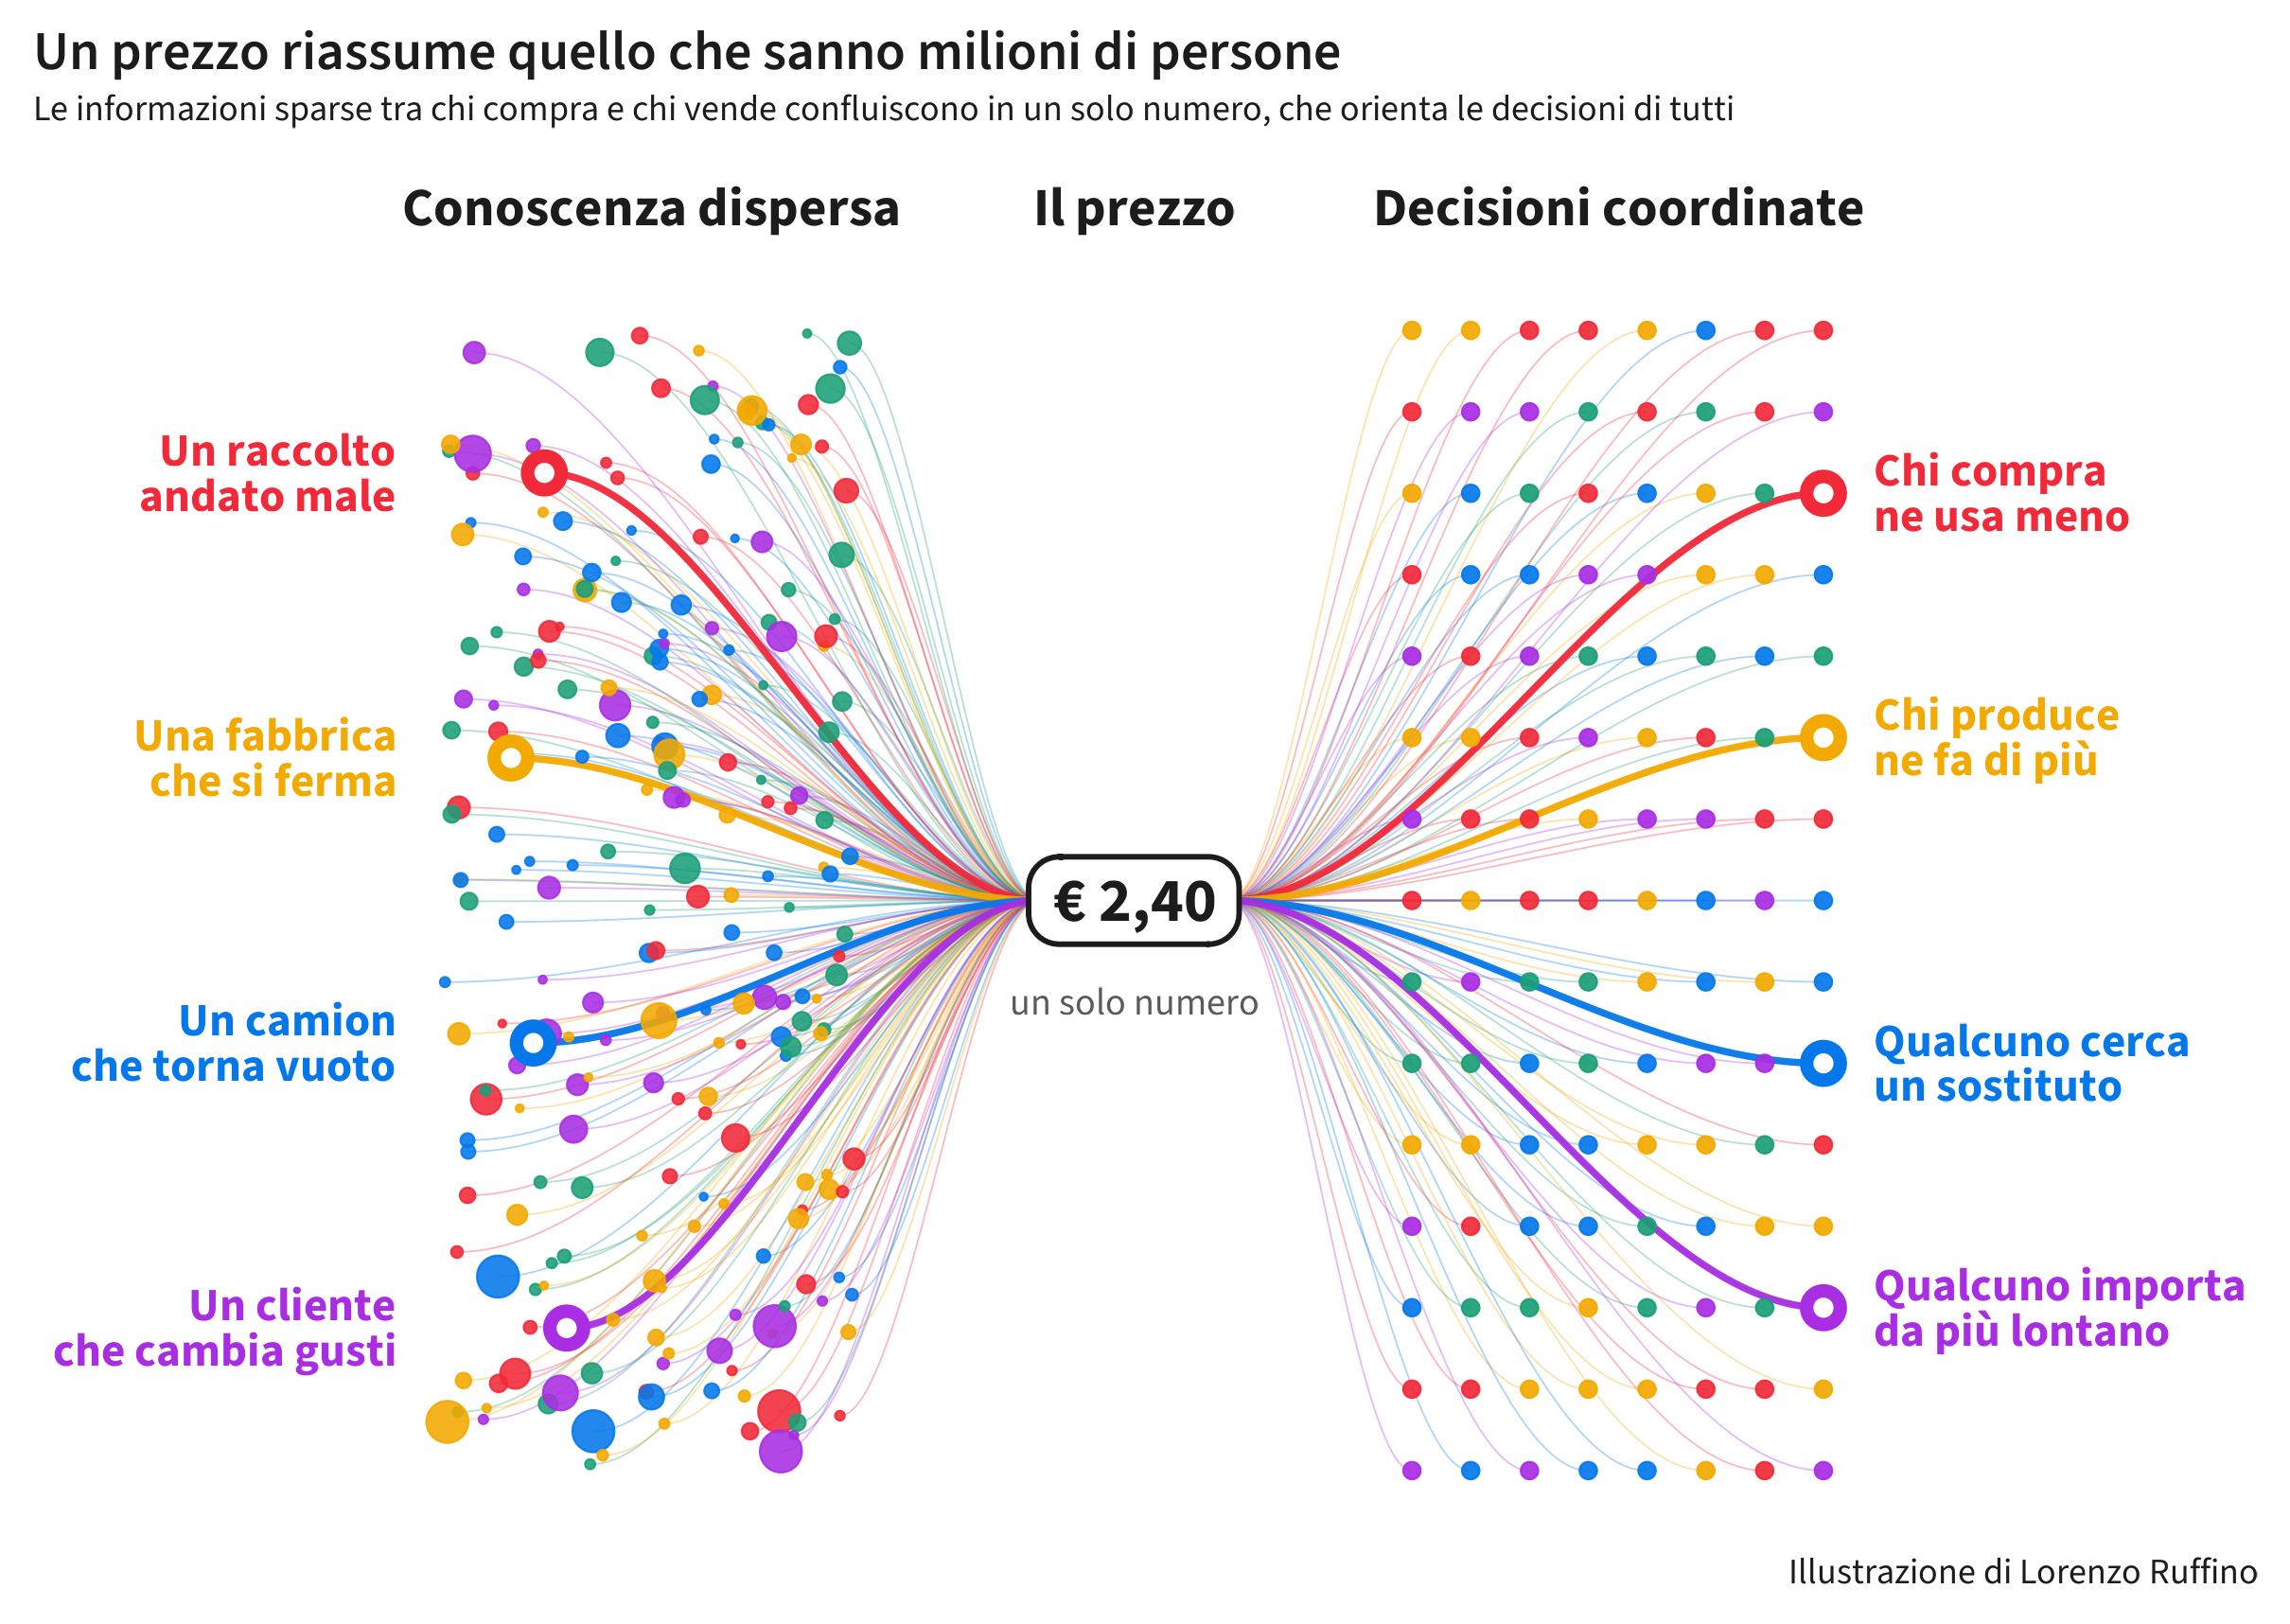 Un prezzo riassume quello che sanno milioni di persone
Le informazioni sparse tra chi compra e chi vende confluiscono in un solo numero, che orienta le decisioni di tutti
Conoscenza dispersa
Il prezzo
Decisioni coordinate
Un raccolto
andato male
Una fabbrica
che si ferma
Un camion
che torna vuoto
Un cliente
che cambia gusti
€ 2,40
un solo numero
Chi compra
ne usa meno
Chi produce
ne fa di più
Qualcuno cerca
un sostituto
Qualcuno importa
da più lontano
Illustrazione di Lorenzo Ruffino